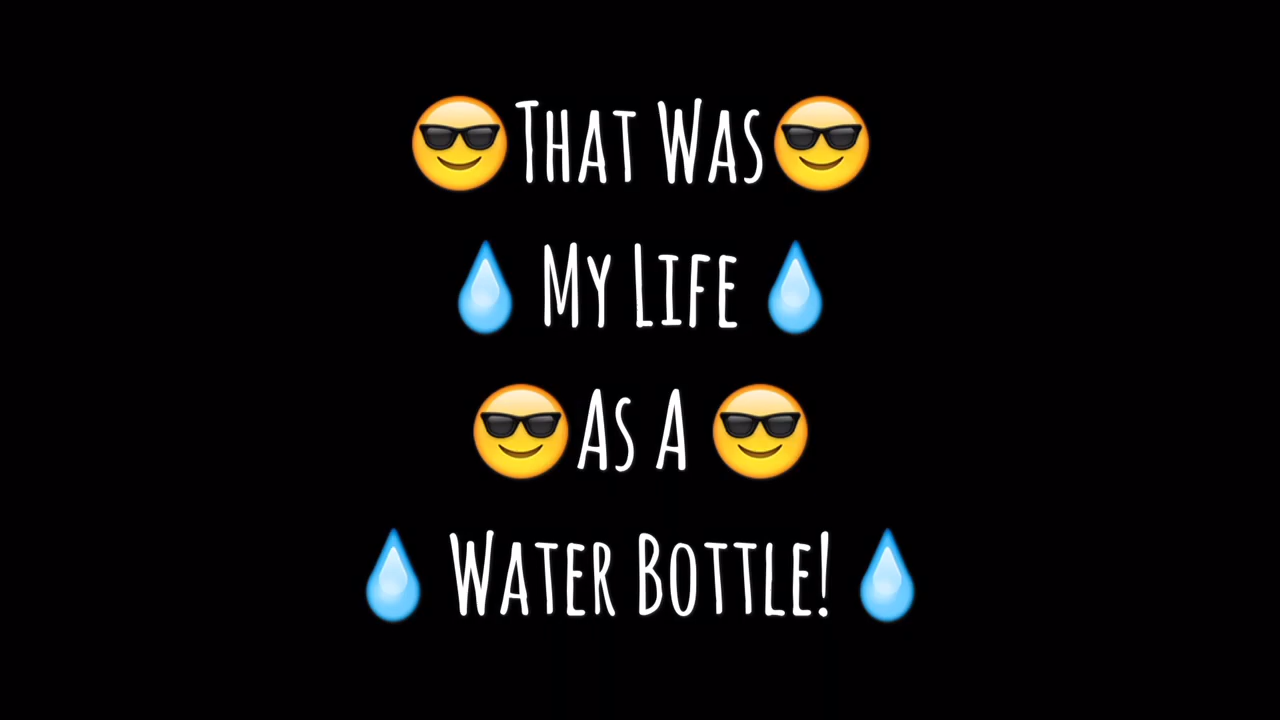 😎That Was😎
💧 My Life 💧
😎As A 😎
💧 Water Bottle! 💧